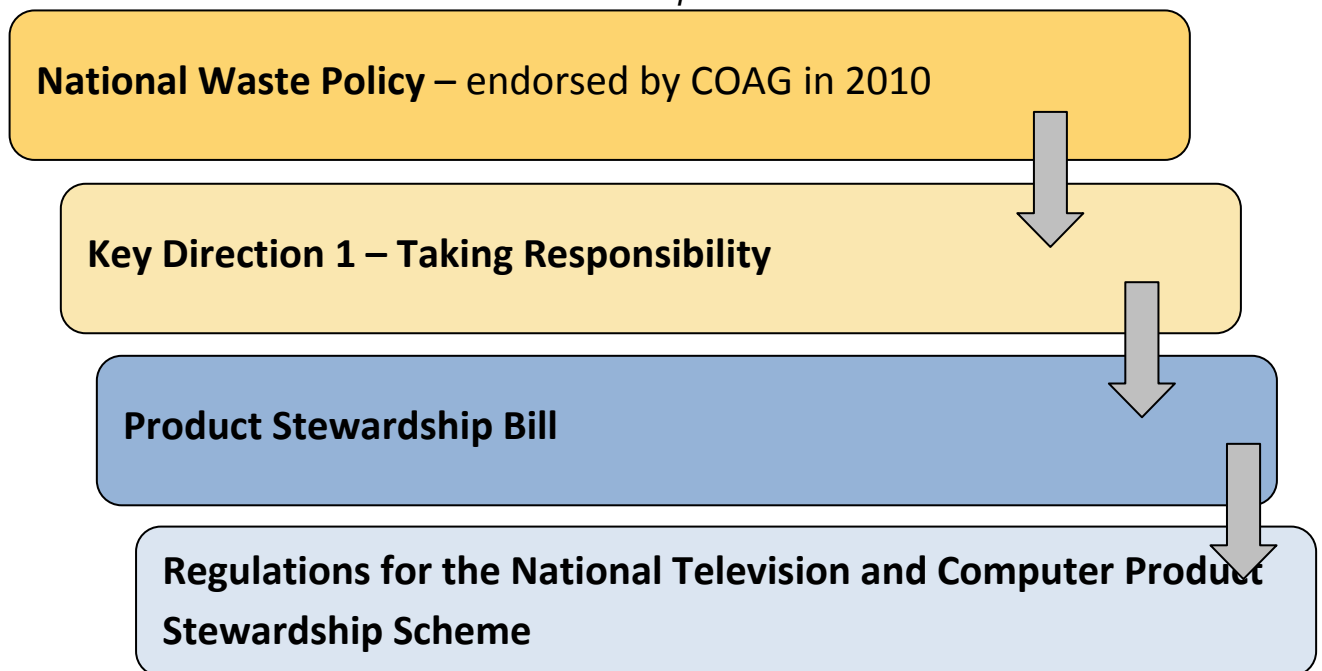 National Waste Policy – endorsed by COAG in 2010
Key Direction 1 – Taking Responsibility
Product Stewardship Bill
Regulations for the National Television and Computer Product
Stewardship Scheme